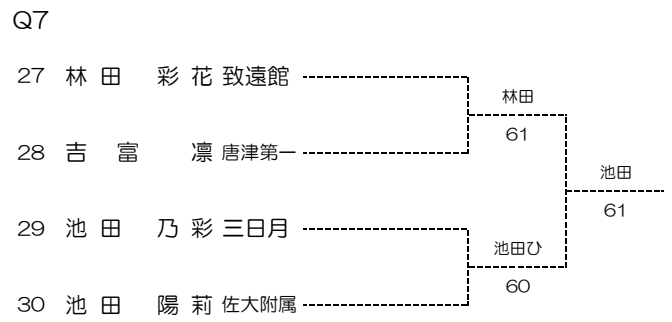 Q7
27 林 田 彩 花 致遠館
林田
61
28 吉 富 凛 唐津第一
池田
61
29 池 田 乃 彩 三日月
池田ひ
60
30 池 田 陽 莉 佐大附属